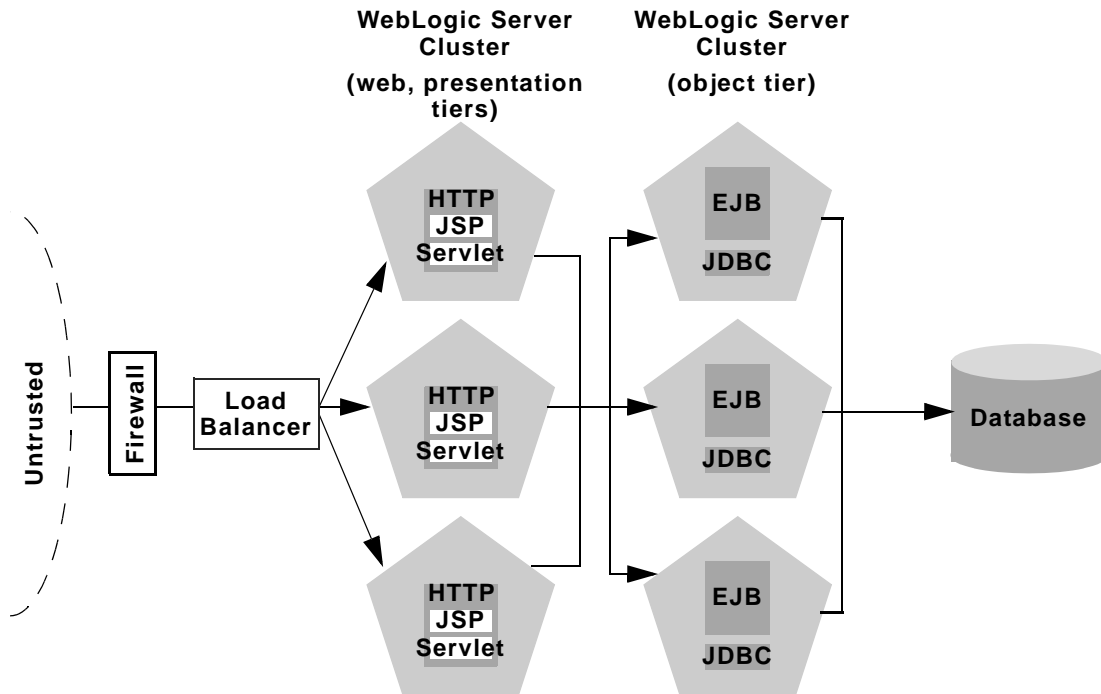 WebLogic Server
Cluster
(web, presentation
tiers)
WebLogic Server
Cluster
(object tier)
Untrusted
Firewall
Load
Balancer
HTTP
JSP
Servlet
HTTP
JSP
Servlet
HTTP
JSP
Servlet
EJB
JDBC
EJB
JDBC
EJB
JDBC
Database